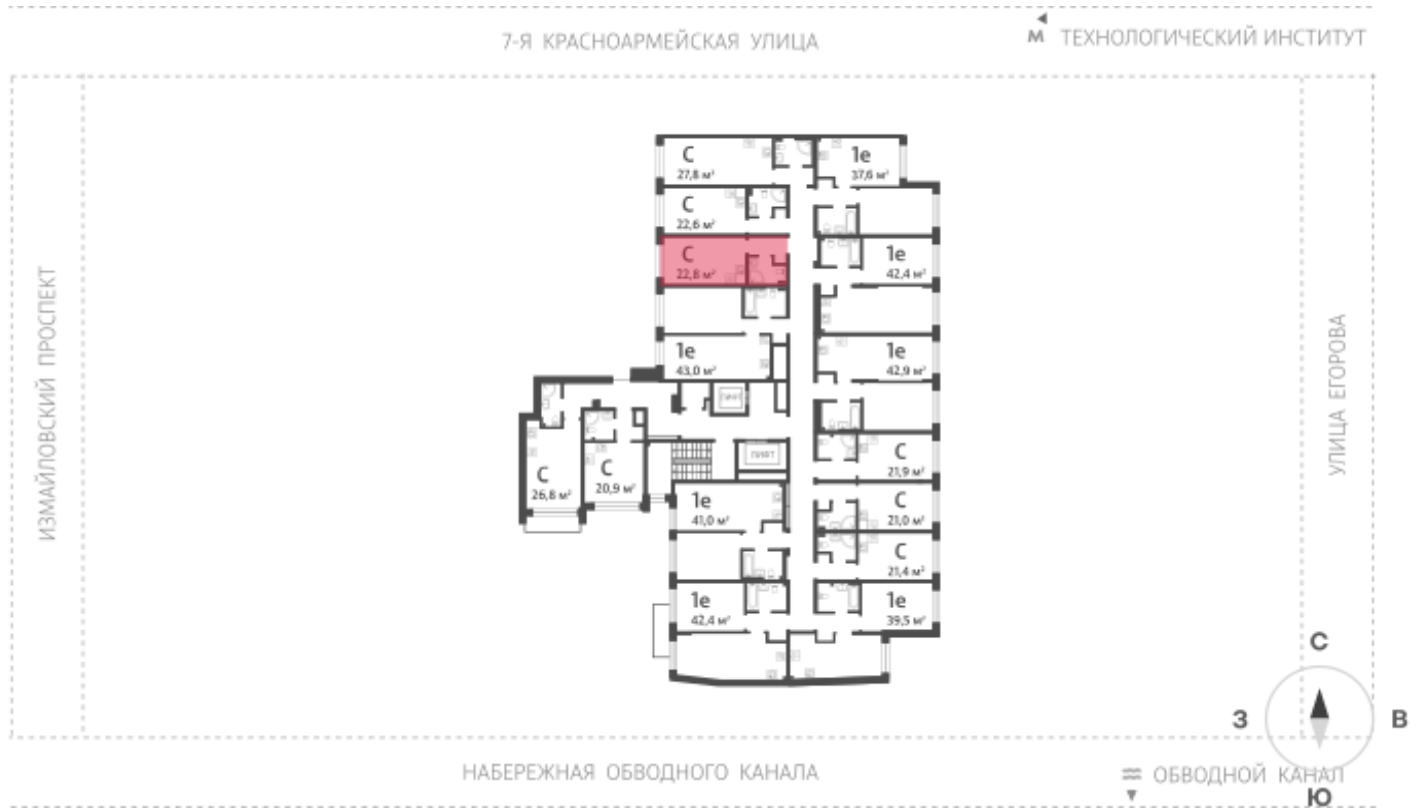 7-Я КРАСНОАРМЕЙСКАЯ УЛИЦА
М ТЕХНОЛОГИЧЕСКИЙ ИНСТИТУТ
ИЗМАЙЛОВСКИЙ ПРОСПЕКТ
С
27,8 м²
1е
37,6 м²
С
22,6 м²
С
22,8 м²
1е
42,4 м²
1е
43,0 м²
1е
42,9 м²
ЛИФТ
ЛИФТ
С
26,8 м²
С
20,9 м²
С
21,9 м²
1е
41,0 м²
С
21,0 м²
С
21,4 м²
1е
42,4 м²
1е
39,5 м²
УЛИЦА ЕГОРОВА
С
З
В
Ю
НАБЕРЕЖНАЯ ОБВОДНОГО КАНАЛА
ОБВОДНОЙ КАНАЛ